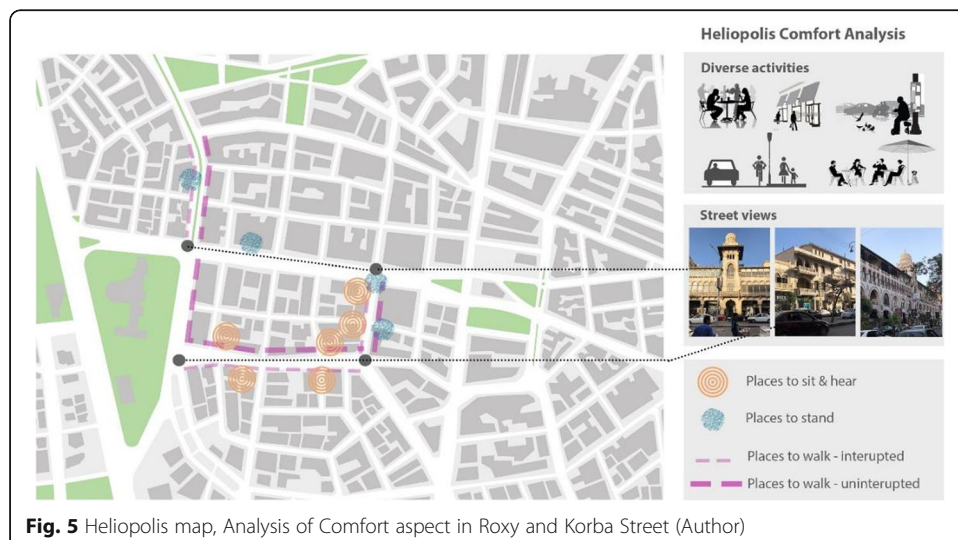 Heliopolis Comfort Analysis
Diverse activities
Street views
Places to sit & hear
Places to stand
Places to walk - interupted
Places to walk - uninterupted
Fig. 5 Heliopolis map, Analysis of Comfort aspect in Roxy and Korba Street (Author)